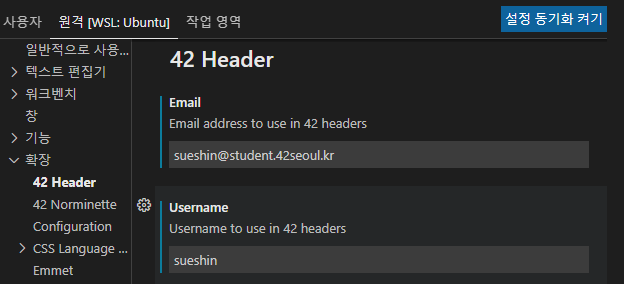 사용자 원격 [WSL: Ubuntu] 작업 영역 설정 동기화 켜기
일반적으로 사용...
텍스트 편집기
워크벤치
창
기능
확장
42 Header
42 Norminette
Configuration
CSS Language ...
Emmet
42 Header
Email
Email address to use in 42 headers
sueshin@student.42seoul.kr
Username
Username to use in 42 headers
sueshin